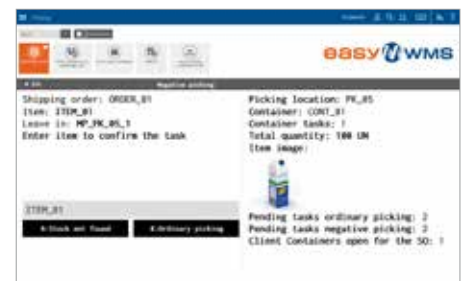 easy WMS
Negative picking
Shipping order: ORDER_01
Item: ITEM_01
Leave in: MP_PK_05_1
Enter item to confirm the task
Picking location: PK_05
Container: CONT_01
Container tasks: 1
Total quantity: 100 UN
Item image:
ITEM_01
Stock not found
Ordinary picking
Pending tasks ordinary picking: 2
Pending tasks negative picking: 2
Client Containers open for the SO: 1